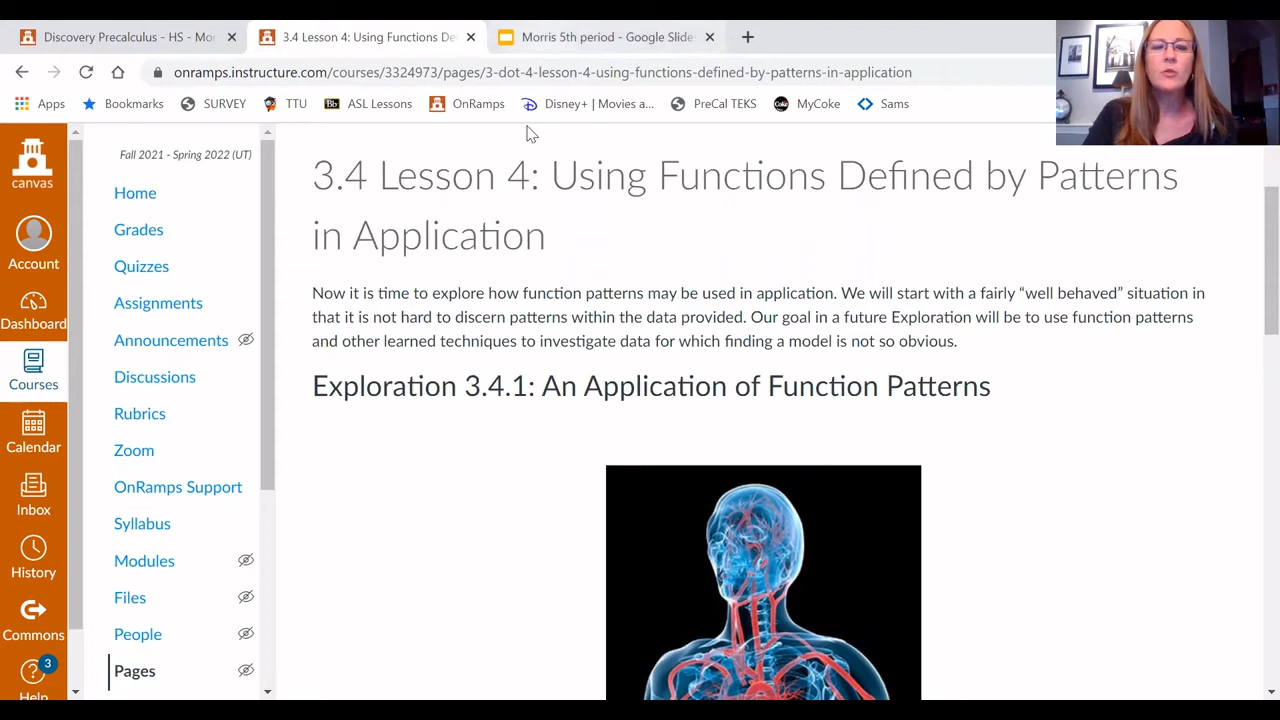 Discovery Precalculus - HS - Mor
3.4 Lesson 4: Using Functions De
Morris 5th period - Google Slide
onramps.instructure.com/courses/3324973/pages/3-dot-4-lesson-4-using-functions-defined-by-patterns-in-application
Apps Bookmarks SURVEY TTU Bb ASL Lessons OnRamps Disney+ | Movies a... PreCal TEKS Coke MyCoke Sams
canvas
Account
Dashboard
Courses
Calendar
Inbox
History
Commons
3
Help
Fall 2021 - Spring 2022 (UT)
Home
Grades
Quizzes
Assignments
Announcements
Discussions
Rubrics
Zoom
OnRamps Support
Syllabus
Modules
Files
People
Pages
3.4 Lesson 4: Using Functions Defined by Patterns
in Application
Now it is time to explore how function patterns may be used in application. We will start with a fairly “well behaved” situation in
that it is not hard to discern patterns within the data provided. Our goal in a future Exploration will be to use function patterns
and other learned techniques to investigate data for which finding a model is not so obvious.
Exploration 3.4.1: An Application of Function Patterns